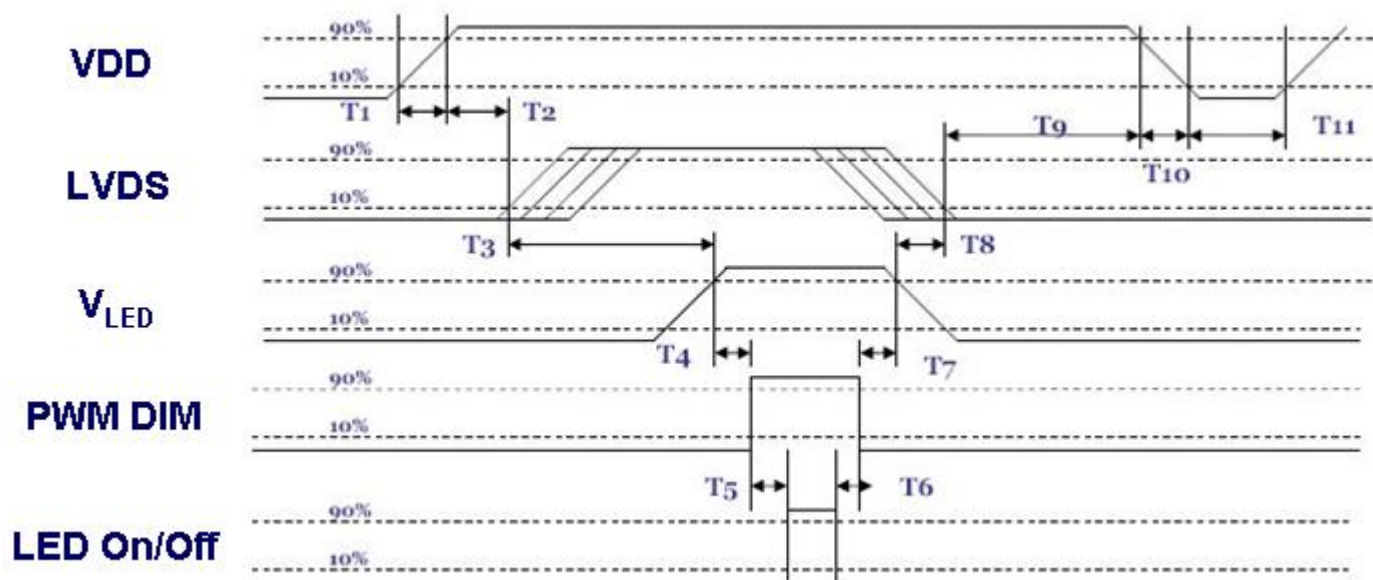 90%
VDD
10%
T1 T2 T9 T11
90%
T10
LVDS
10%
T3 T8
90%
VLED
10%
T4 T7
90%
PWM DIM
10%
T5 T6
90%
LED On/Off
10%